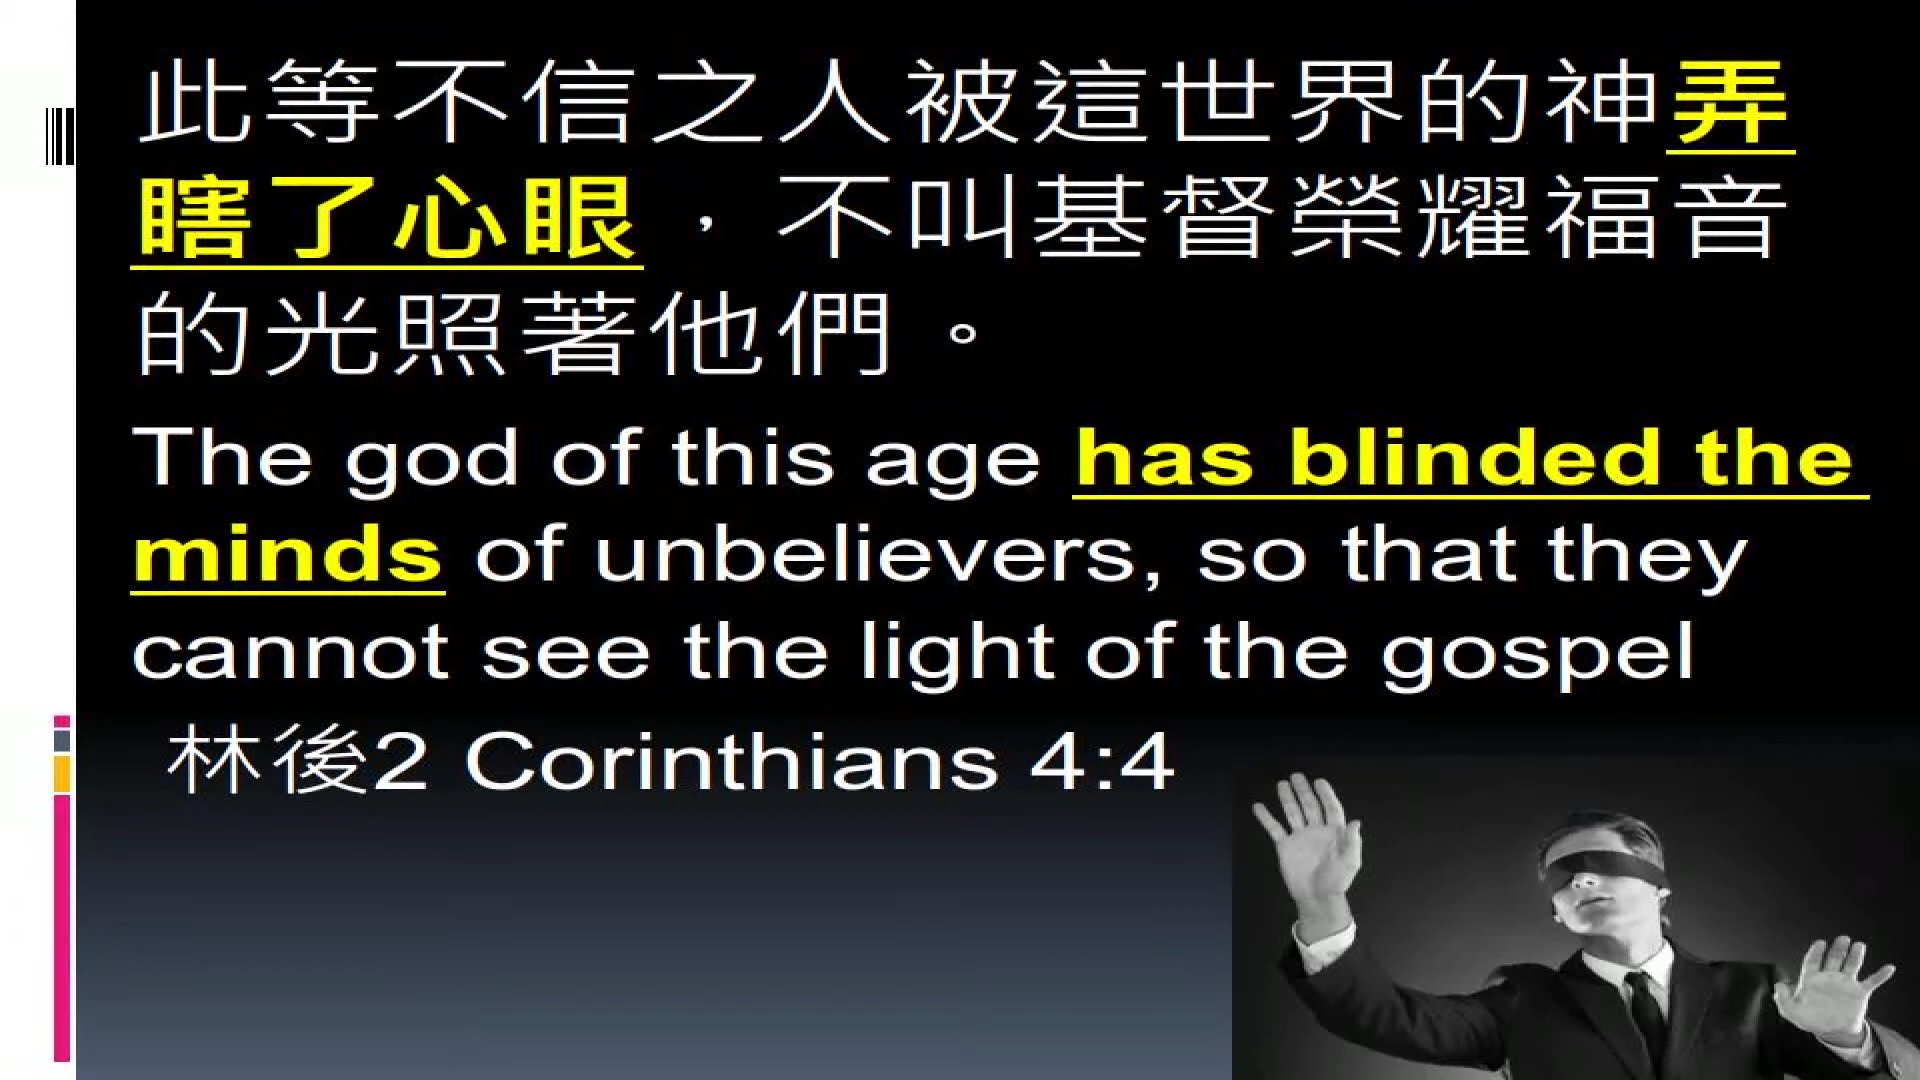 此等不信之人被這世界的神弄
瞎了心眼，不叫基督榮耀福音
的光照著他們。
The god of this age has blinded the
minds of unbelievers, so that they
cannot see the light of the gospel
林後2 Corinthians 4:4